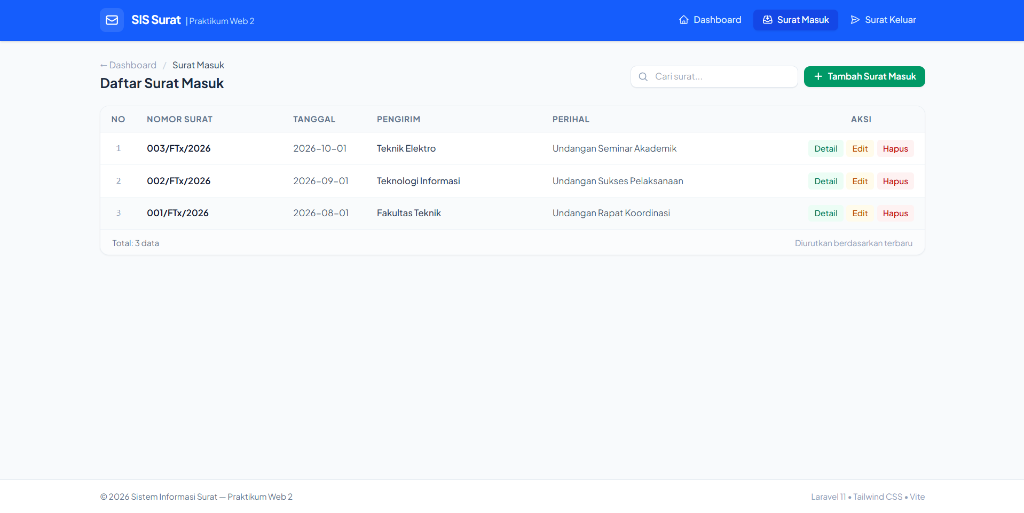 SIS Surat | Praktikum Web 2
Dashboard
Surat Masuk
Surat Keluar
← Dashboard / Surat Masuk
Daftar Surat Masuk
Cari surat...
+ Tambah Surat Masuk
NO NOMOR SURAT TANGGAL PENGIRIM PERIHAL AKSI
1 003/FTx/2026 2026-10-01 Teknik Elektro Undangan Seminar Akademik Detail Edit Hapus
2 002/FTx/2026 2026-09-01 Teknologi Informasi Undangan Sukses Pelaksanaan Detail Edit Hapus
3 001/FTx/2026 2026-08-01 Fakultas Teknik Undangan Rapat Koordinasi Detail Edit Hapus
Total: 3 data Diurutkan berdasarkan terbaru
© 2026 Sistem Informasi Surat — Praktikum Web 2 Laravel 11 • Tailwind CSS • Vite